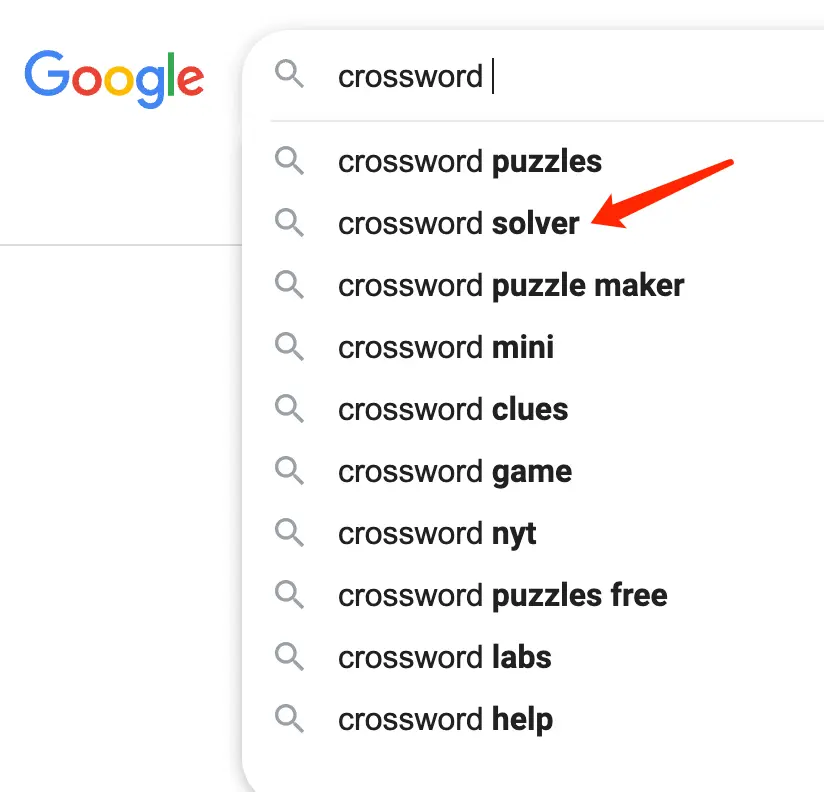 Google
crossword
crossword puzzles
crossword solver
crossword puzzle maker
crossword mini
crossword clues
crossword game
crossword nyt
crossword puzzles free
crossword labs
crossword help